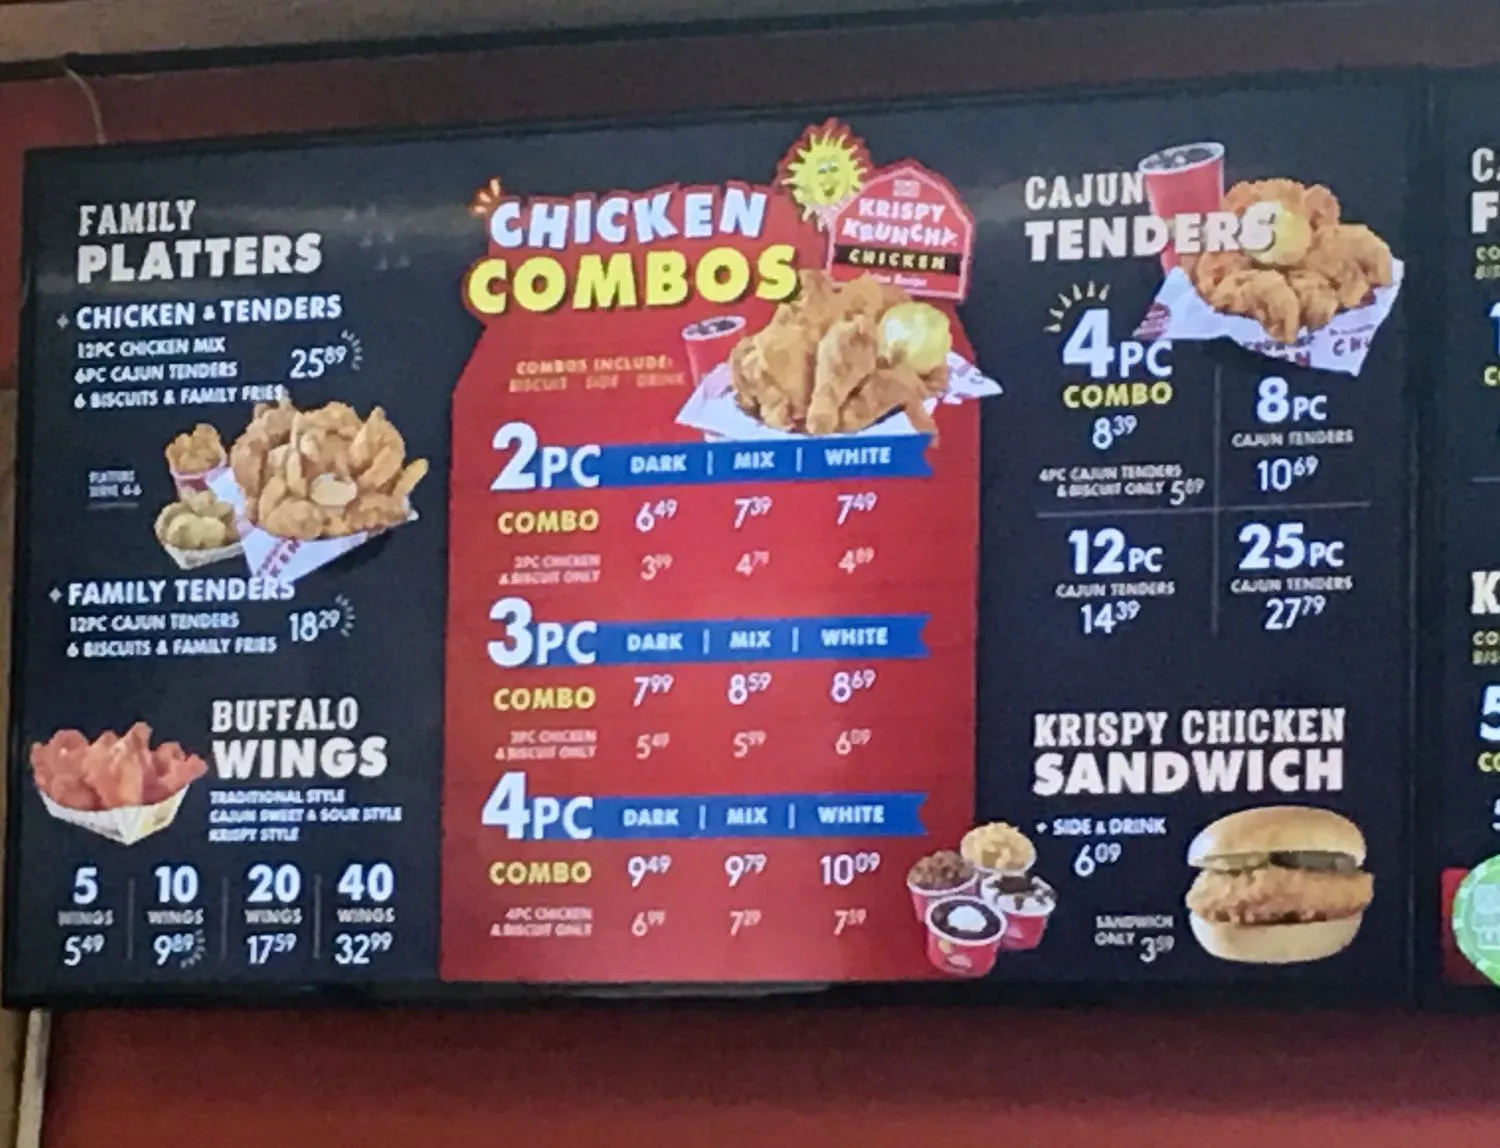 FAMILY
PLATTERS
CHICKEN & TENDERS
12PC CHICKEN MIX
6PC CAJUN TENDERS
6 BISCUITS & FAMILY FRIES
25 89
PLATTERS
SERVE 4-6
FAMILY TENDERS
12PC CAJUN TENDERS
6 BISCUITS & FAMILY FRIES
18 29
BUFFALO
WINGS
TRADITIONAL STYLE
CAJUN SWEET & SOUR STYLE
KRISPY STYLE
5 10 20 40
WINGS WINGS WINGS WINGS
5 49 9 89 17 59 32 99
CHICKEN
COMBOS
KRISPY
KRUNCHY
CHICKEN
COMBOS INCLUDE:
BISCUIT SIDE DRINK
2PC DARK | MIX | WHITE
COMBO 6 49 7 39 7 49
2PC CHICKEN
& BISCUIT ONLY
3 99 4 79 4 89
3PC DARK | MIX | WHITE
COMBO 7 99 8 59 8 69
3PC CHICKEN
& BISCUIT ONLY
5 49 5 99 6 09
4PC DARK | MIX | WHITE
COMBO 9 49 9 79 10 09
4PC CHICKEN
& BISCUIT ONLY
6 99 7 29
CAJUN
TENDERS
4PC
COMBO
8 39
4PC CAJUN TENDERS
& BISCUIT ONLY 5 89
8PC
CAJUN TENDERS
10 69
12PC
CAJUN TENDERS
14 39
25PC
CAJUN TENDERS
27 79
KRISPY CHICKEN
SANDWICH
+ SIDE & DRINK
6 09
SANDWICH
ONLY 3 59